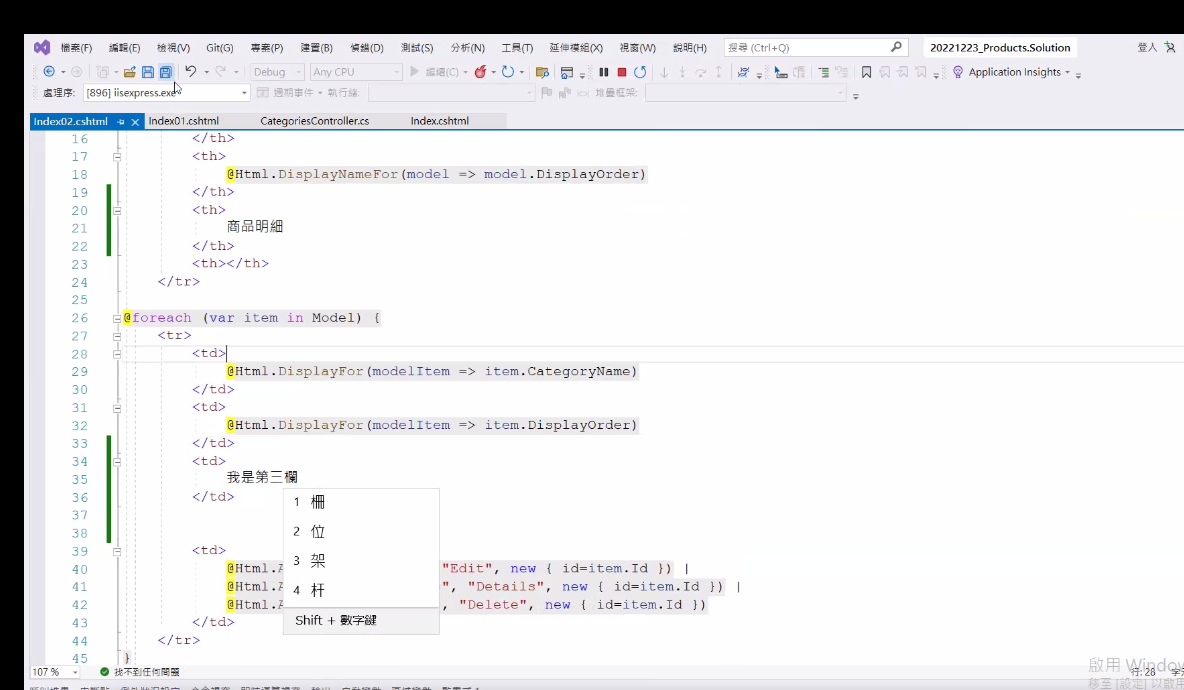 檔案(F) 編輯(E) 檢視(V) Git(G) 專案(P) 建置(B) 偵錯(D) 測試(S) 分析(N) 工具(T) 延伸模組(X) 視窗(W) 說明(H) 搜尋 (Ctrl+Q) 20221223_Products.Solution 登入
Debug Any CPU 繼續(C) Application Insights
處理序: [896] iisexpress.exe 週期事件 執行緒: 堆疊框架:
Index02.cshtml Index01.cshtml CategoriesController.cs Index.cshtml
16 </th>
17 <th>
18 @Html.DisplayNameFor(model => model.DisplayOrder)
19 </th>
20 <th>
21 商品明細
22 </th>
23 <th></th>
24 </tr>
25
26 @foreach (var item in Model) {
27 <tr>
28 <td>
29 @Html.DisplayFor(modelItem => item.CategoryName)
30 </td>
31 <td>
32 @Html.DisplayFor(modelItem => item.DisplayOrder)
33 </td>
34 <td>
35 我是第三欄
36 </td>
37
38
39 <td>
40 @Html.A "Edit", new { id=item.Id }) |
41 @Html.A ", "Details", new { id=item.Id }) |
42 @Html.A , "Delete", new { id=item.Id })
43 </td>
44 </tr>
45 }
1 柵
2 位
3 架
4 杆
Shift + 數字鍵
107 % 找不到任何問題 行: 28
啟用 Window
移至 [設定] 以啟用